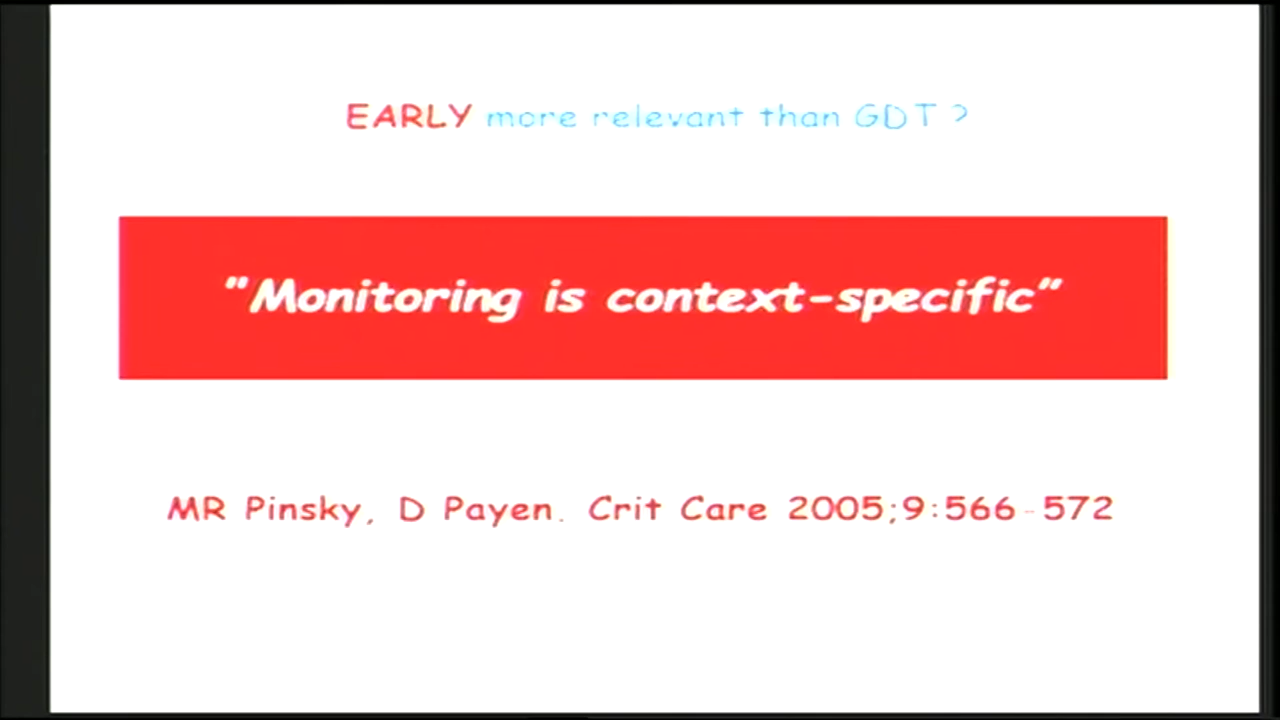 EARLY more relevant than GDT ?
"Monitoring is context-specific"
MR Pinsky, D Payen. Crit Care 2005;9:566-572